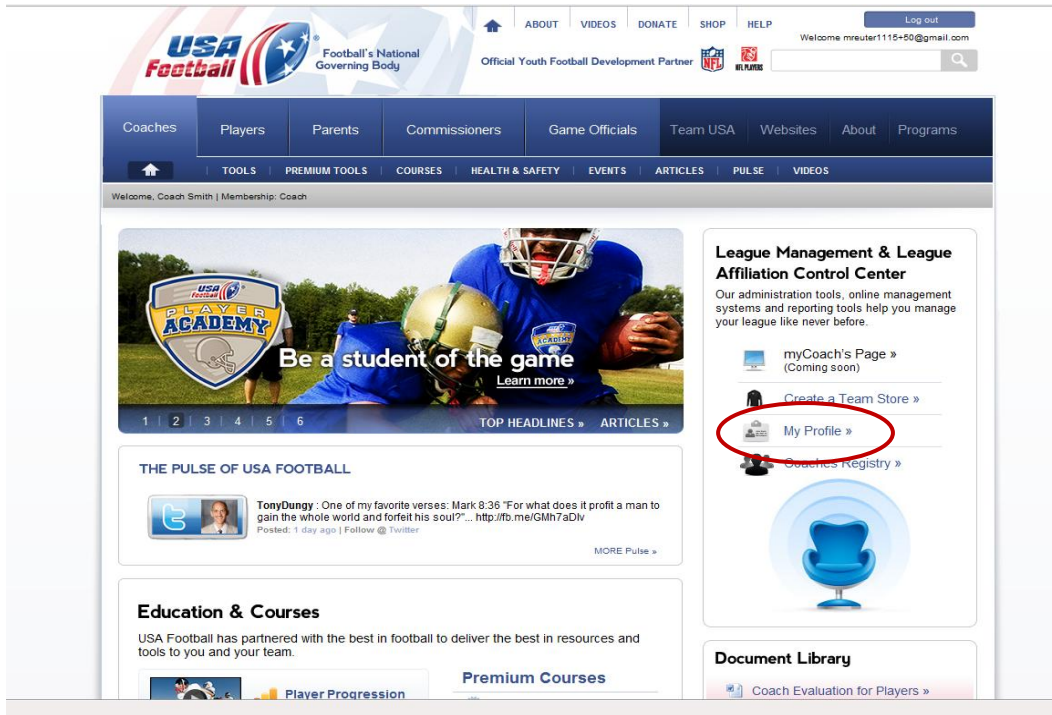 ABOUT VIDEOS DONATE SHOP HELP
Log out
Welcome mreuter1115+60@gmail.com
USA Football
Football's National
Governing Body
Official Youth Football Development Partner
NFL
NFL PLAYERS
Coaches Players Parents Commissioners Game Officials Team USA Websites About Programs
TOOLS | PREMIUM TOOLS | COURSES | HEALTH & SAFETY | EVENTS | ARTICLES | PULSE | VIDEOS
Welcome, Coach Smith | Membership: Coach
USA
Football
PLAYER
ACADEMY
ACADEMY
Be a student of the game
Learn more »
1 | 2 | 3 | 4 | 5 | 6
TOP HEADLINES » ARTICLES »
THE PULSE OF USA FOOTBALL
TonyDungy : One of my favorite verses: Mark 8:36 "For what does it profit a man to
gain the whole world and forfeit his soul?"... http://fb.me/GMh7aDIv
Posted: 1 day ago | Follow @ Twitter
MORE Pulse »
Education & Courses
USA Football has partnered with the best in football to deliver the best in resources and
tools to you and your team.
Player Progression
Premium Courses
League Management & League
Affiliation Control Center
Our administration tools, online management
systems and reporting tools help you manage
your league like never before.
myCoach's Page »
(Coming soon)
Create a Team Store »
My Profile »
Coaches Registry »
Document Library
Coach Evaluation for Players »